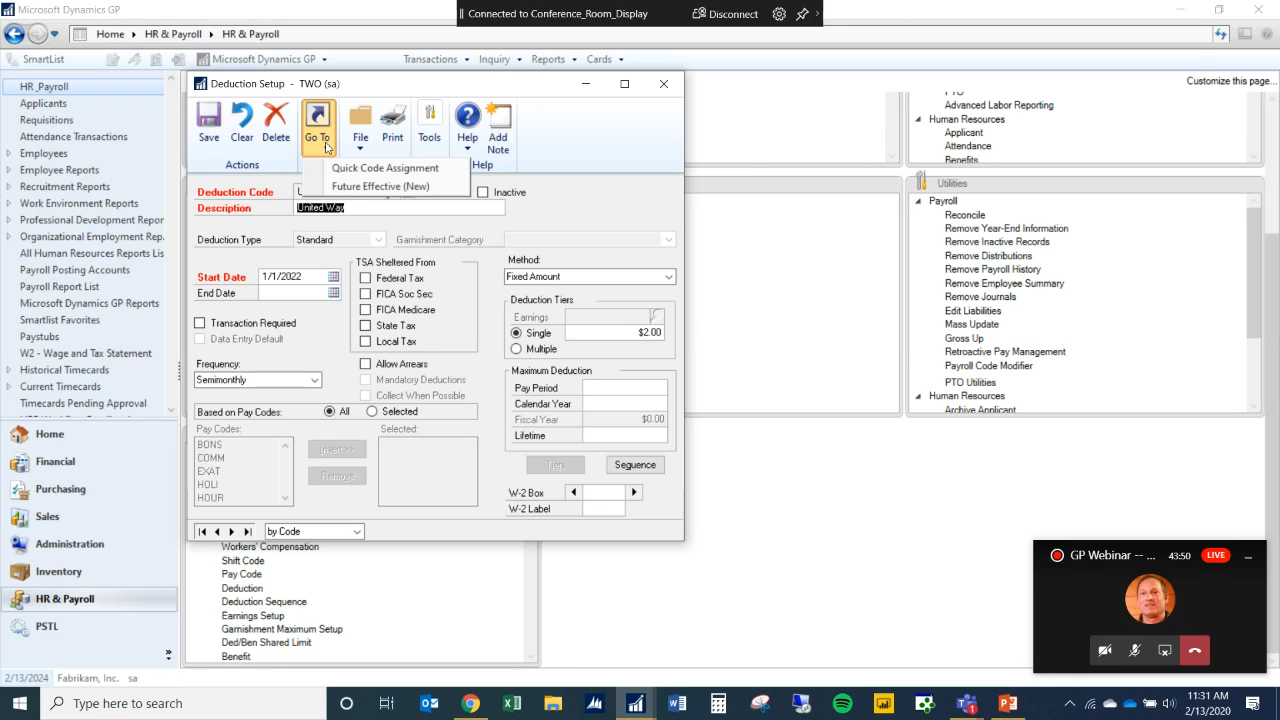 Microsoft Dynamics GP
Connected to Conference_Room_Display
Disconnect
Home
HR & Payroll
HR & Payroll
SmartList
Microsoft Dynamics GP
Transactions
Inquiry
Reports
Cards
Customize this page...
HR_Payroll
Applicants
Requisitions
Attendance Transactions
Employees
Employee Reports
Recruitment Reports
Work Environment Reports
Professional Development Repor
Organizational Employment Rep.
All Human Resources Reports Lis
Payroll Posting Accounts
Payroll Report List
Microsoft Dynamics GP Reports
Smartlist Favorites
Paystubs
W2 - Wage and Tax Statement
Historical Timecards
Current Timecards
Timecards Pending Approval
Home
Financial
Purchasing
Sales
Administration
Inventory
HR & Payroll
PSTL
2/13/2024
Fabrikam, Inc.
sa
Deduction Setup - TWO (sa)
Save
Clear
Delete
Go To
File
Print
Tools
Help
Add
Note
Actions
Help
Quick Code Assignment
Future Effective (New)
Deduction Code
Inactive
Description
United Way
Deduction Type
Standard
Garnishment Category
Start Date
1/1/2022
End Date
TSA Sheltered From
Federal Tax
FICA Soc Sec
FICA Medicare
State Tax
Local Tax
Method:
Fixed Amount
Deduction Tiers
Earnings
Single
$2.00
Multiple
Transaction Required
Data Entry Default
Frequency:
Semimonthly
Allow Arrears
Mandatory Deductions
Collect When Possible
Maximum Deduction
Pay Period
Calendar Year
Fiscal Year
$0.00
Lifetime
Based on Pay Codes:
All
Selected
Pay Codes:
Selected:
BONS
COMM
EXAT
HOLI
HOUR
Insert >>
Remove
Tiers
Sequence
W-2 Box
W-2 Label
by Code
Workers' Compensation
Shift Code
Pay Code
Deduction
Deduction Sequence
Earnings Setup
Garnishment Maximum Setup
Ded/Ben Shared Limit
Benefit
PTO
Advanced Labor Reporting
Human Resources
Applicant
Attendance
Benefits
Utilities
Payroll
Reconcile
Remove Year-End Information
Remove Inactive Records
Remove Distributions
Remove Payroll History
Remove Employee Summary
Remove Journals
Edit Liabilities
Mass Update
Gross Up
Retroactive Pay Management
Payroll Code Modifier
PTO Utilities
Human Resources
Archive Applicant
GP Webinar -- ...
43:50
LIVE
Type here to search
11:31 AM
2/13/2020